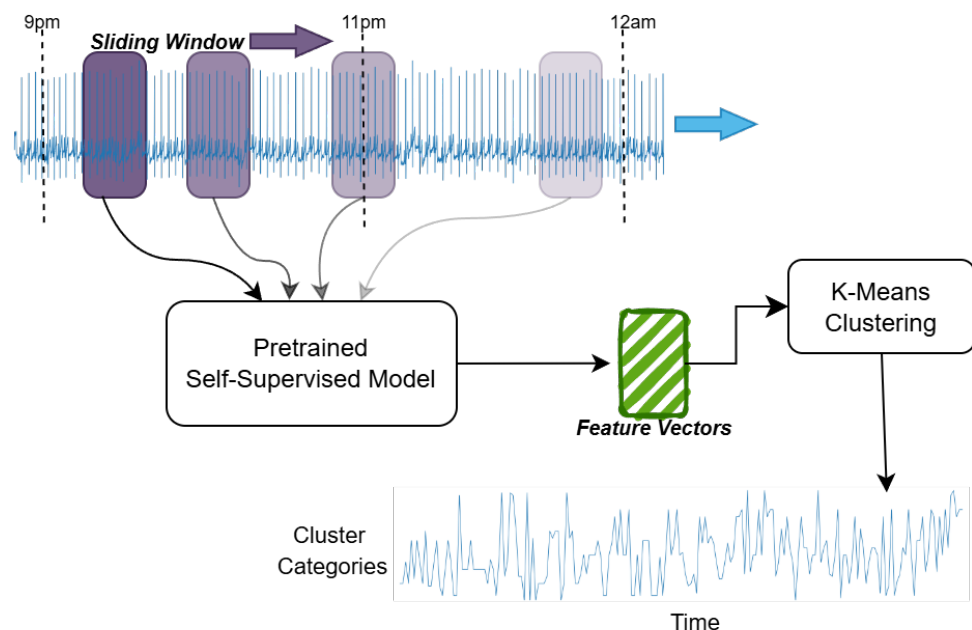 9pm
11pm
12am
Sliding Window
Pretrained
Self-Supervised Model
K-Means
Clustering
Feature Vectors
Cluster
Categories
Time